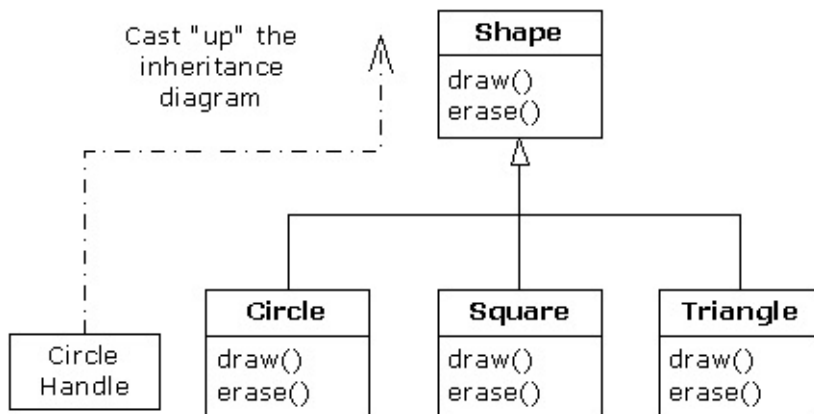 Cast "up" the
inheritance
diagram
Shape
draw()
erase()
Circle
Handle
Circle
draw()
erase()
Square
draw()
erase()
Triangle
draw()
erase()